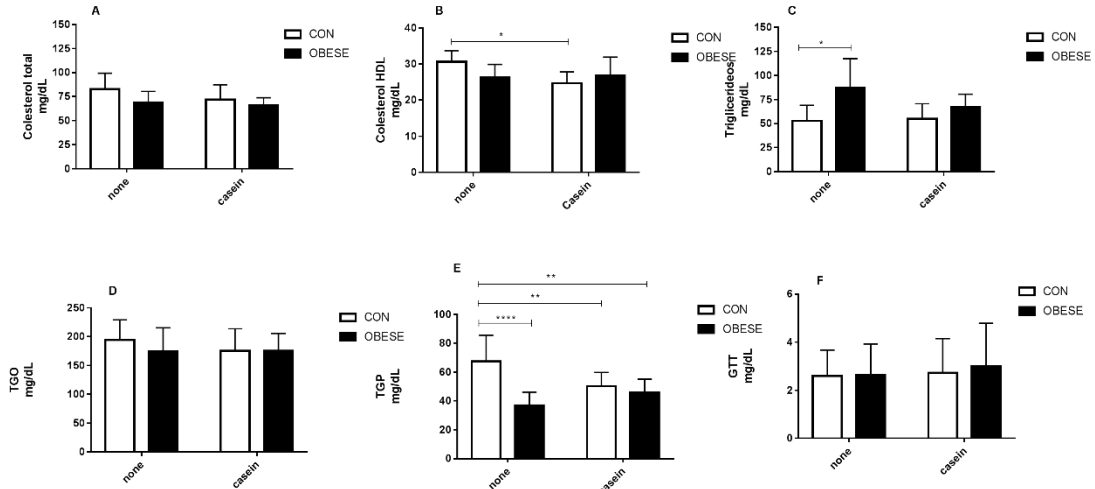 A
Colesterol total
mg/dL
150
125
100
75
50
25
0
none
casein
CON
OBESE
B
Colesterol HDL
mg/dL
40
30
20
10
0
*
none
Casein
CON
OBESE
C
Triglicerideos
mg/dL
150
125
100
75
50
25
0
*
none
casein
CON
OBESE
D
TGO
mg/dL
250
200
150
100
50
0
none
casein
CON
OBESE
E
TGP
mg/dL
100
80
60
40
20
0
**
**
****
none
casein
CON
OBESE
F
GTT
mg/dL
6
4
2
0
none
casein
CON
OBESE